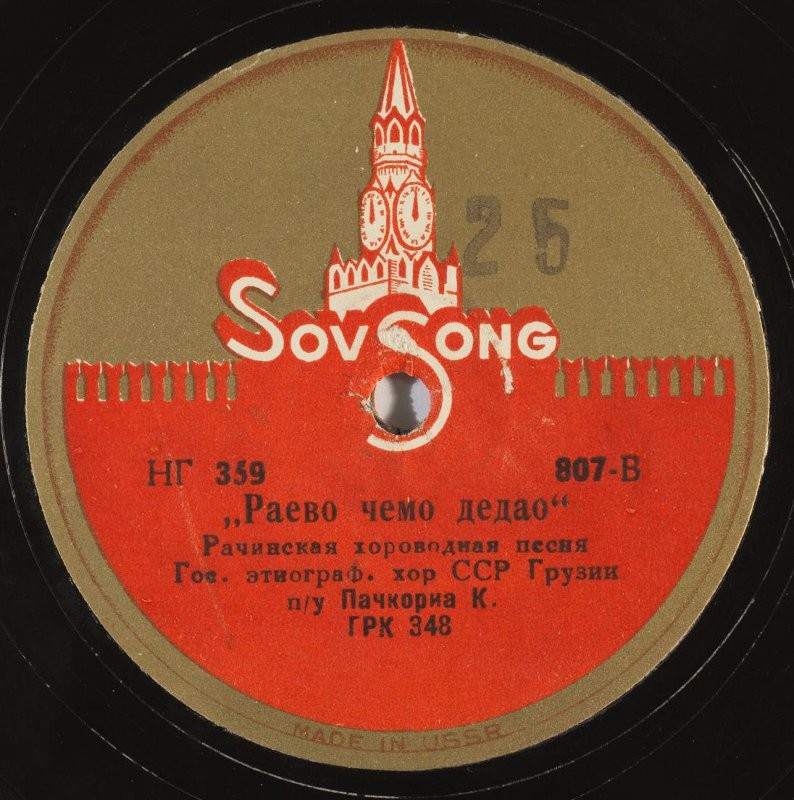 25
SOVSONG
НГ 359 807-В
„Раево чемо дедао“
Рачинская хороводная песня
Гос. этнограф. хор ССР Грузии
п/у Пачкориа К.
ГРК 348
MADE IN USSR